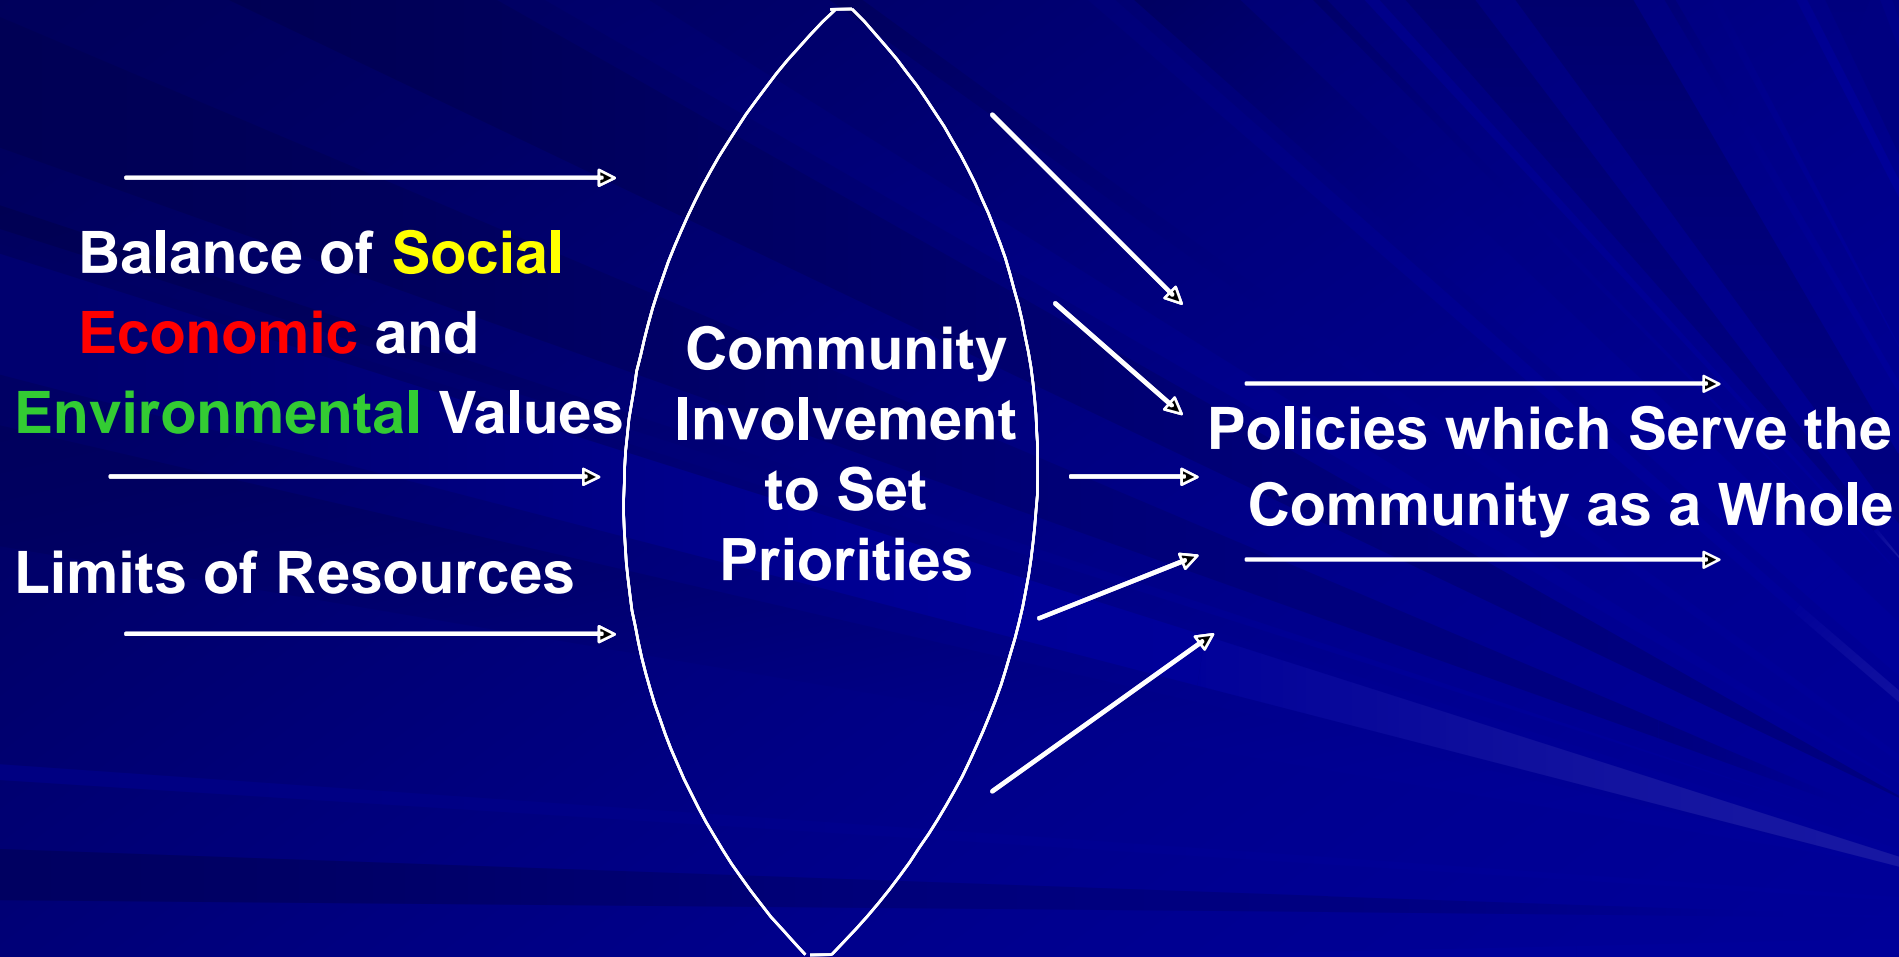 Balance of Social
Economic and
Environmental Values
Limits of Resources
Community
Involvement
to Set
Priorities
Policies which Serve the
Community as a Whole